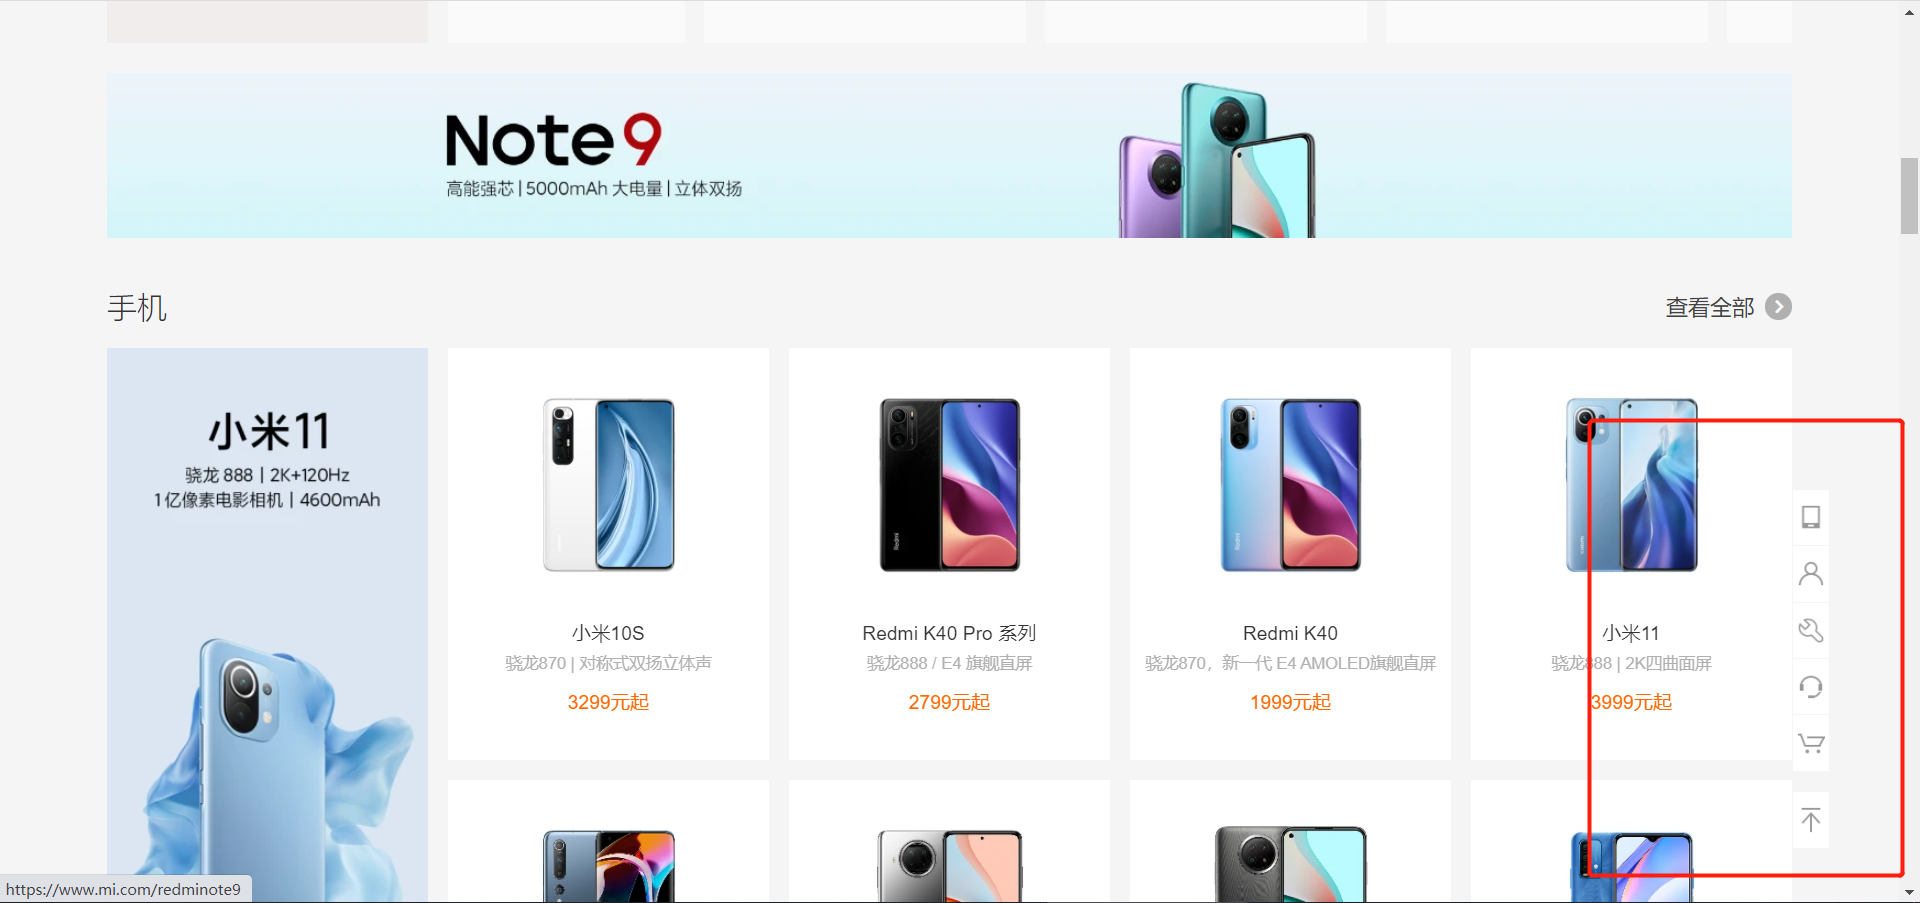 Note 9
高能强芯 | 5000mAh 大电量 | 立体双扬
手机
查看全部
小米11
骁龙 888 | 2K+120Hz
1亿像素电影相机 | 4600mAh
Redmi
Redmi
小米10S
骁龙870 | 对称式双扬立体声
3299元起
Redmi K40 Pro 系列
骁龙888 / E4 旗舰直屏
2799元起
Redmi K40
骁龙870，新一代 E4 AMOLED旗舰直屏
1999元起
小米11
骁龙888 | 2K四曲面屏
3999元起
https://www.mi.com/redminote9